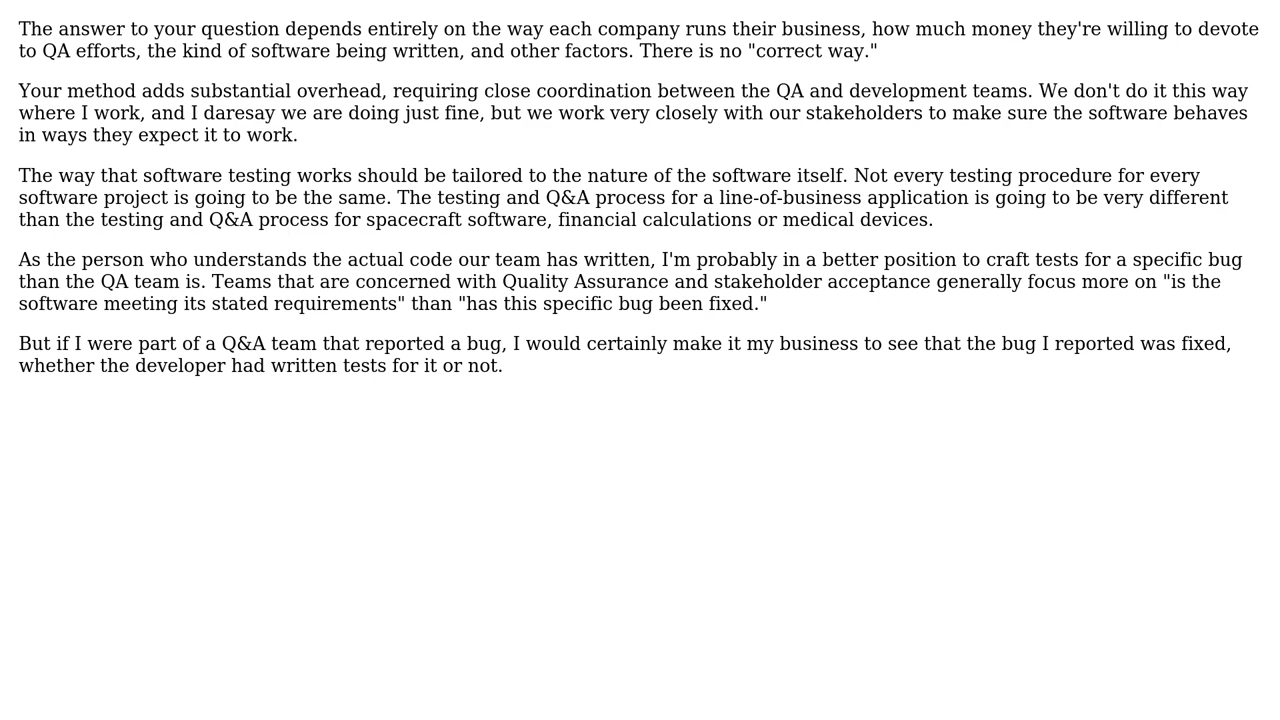 The answer to your question depends entirely on the way each company runs their business, how much money they're willing to devote
to QA efforts, the kind of software being written, and other factors. There is no "correct way."
Your method adds substantial overhead, requiring close coordination between the QA and development teams. We don't do it this way
where I work, and I daresay we are doing just fine, but we work very closely with our stakeholders to make sure the software behaves
in ways they expect it to work.
The way that software testing works should be tailored to the nature of the software itself. Not every testing procedure for every
software project is going to be the same. The testing and Q&A process for a line-of-business application is going to be very different
than the testing and Q&A process for spacecraft software, financial calculations or medical devices.
As the person who understands the actual code our team has written, I'm probably in a better position to craft tests for a specific bug
than the QA team is. Teams that are concerned with Quality Assurance and stakeholder acceptance generally focus more on "is the
software meeting its stated requirements" than "has this specific bug been fixed."
But if I were part of a Q&A team that reported a bug, I would certainly make it my business to see that the bug I reported was fixed,
whether the developer had written tests for it or not.